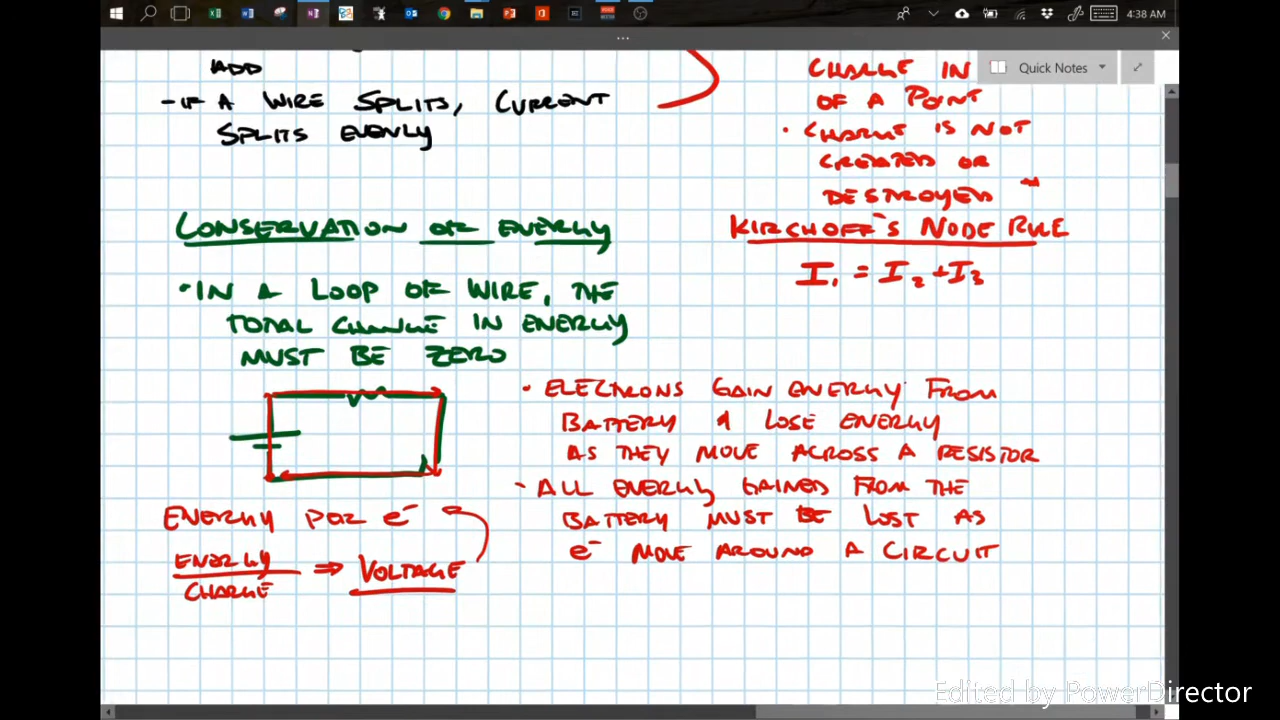 4:38 AM
Quick Notes
ADD
- IF A WIRE SPLITS, CURRENT
SPLITS EVENLY
CHARGE IN
OF A POINT
• CHARGE IS NOT
CREATED OR
DESTROYED
KIRCHOFF'S NODE RULE
I₁ = I₂ + I₃
CONSERVATION OF ENERGY
• IN A LOOP OF WIRE, THE
TOTAL CHANGE IN ENERGY
MUST BE ZERO
• ELECTRONS GAIN ENERGY FROM
BATTERY & LOSE ENERGY
AS THEY MOVE ACROSS A RESISTOR
• ALL ENERGY GAINED FROM THE
BATTERY MUST BE LOST AS
e⁻ MOVE AROUND A CIRCUIT
ENERGY PER e⁻
ENERGY
CHARGE
⇒ VOLTAGE
Edited by PowerDirector